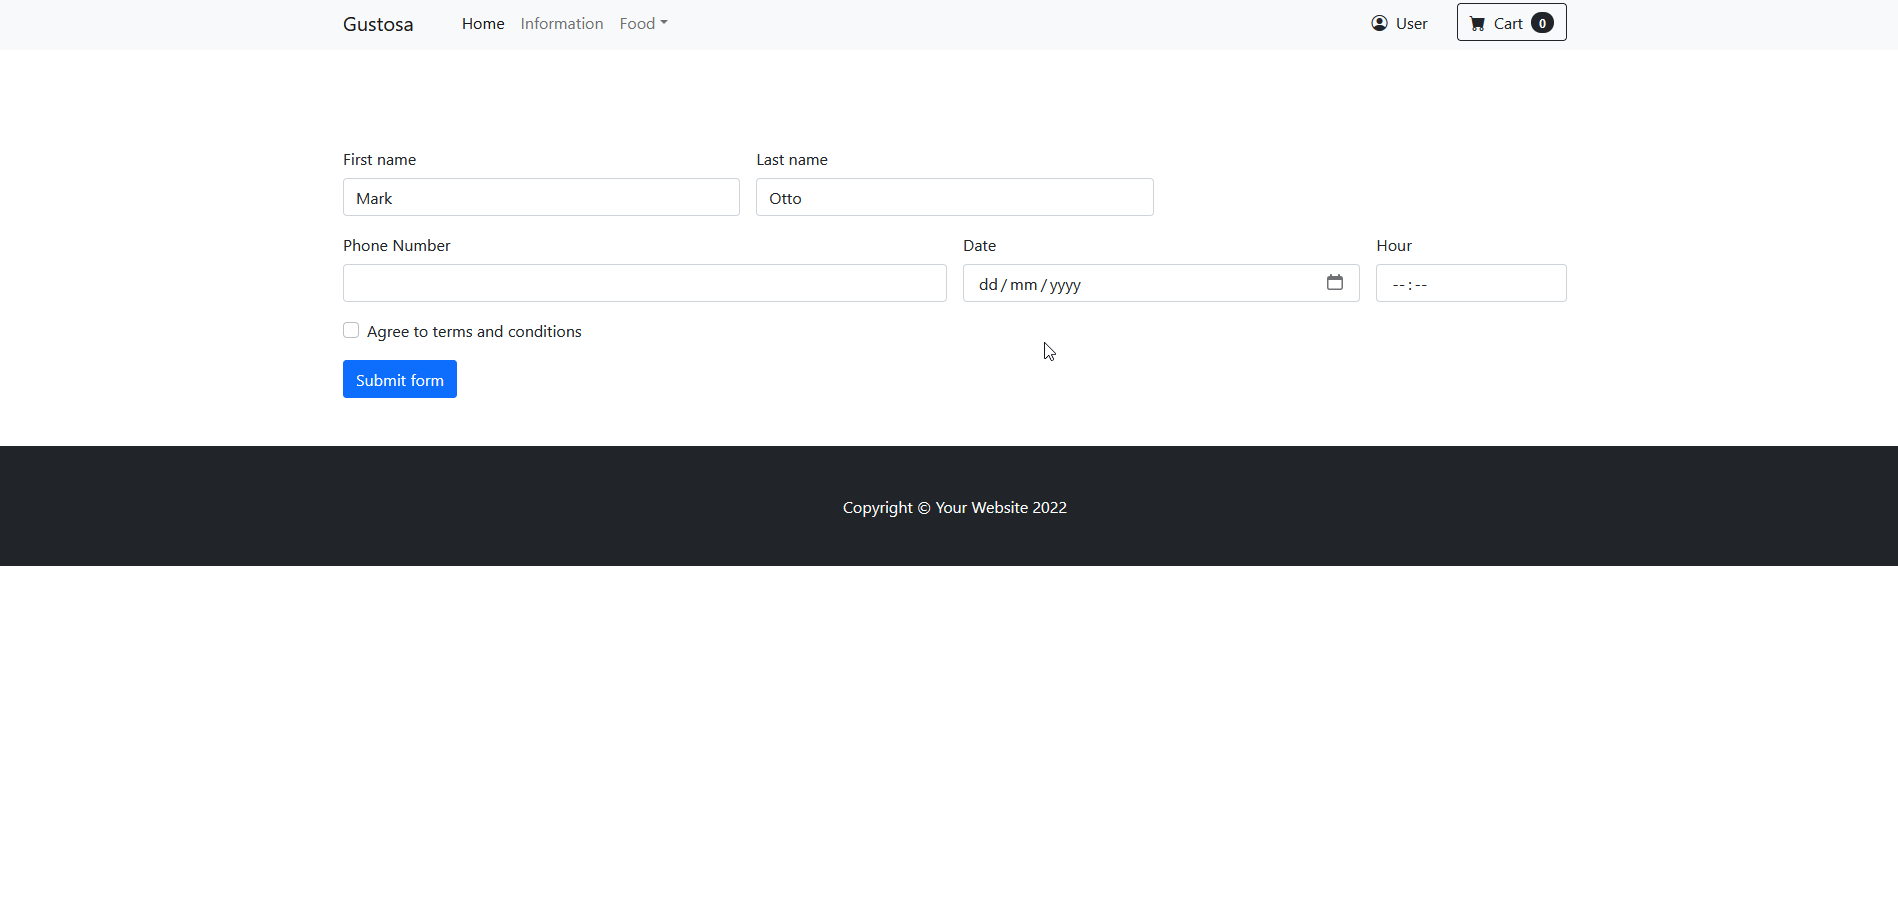 Gustosa Home Information Food User Cart 0
First name Last name
Mark Otto
Phone Number Date Hour
dd/mm/yyyy --:--
Agree to terms and conditions
Submit form
Copyright © Your Website 2022